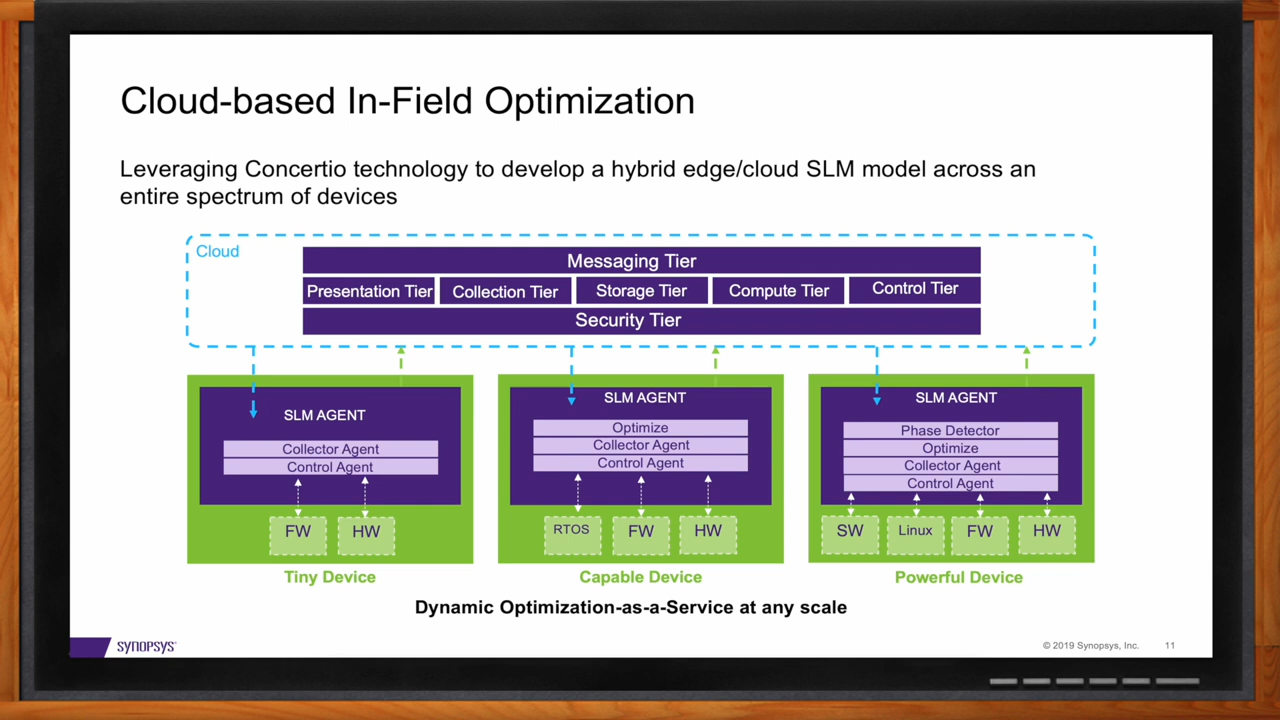 Cloud-based In-Field Optimization
Leveraging Concertio technology to develop a hybrid edge/cloud SLM model across an
entire spectrum of devices
Cloud
Messaging Tier
Presentation Tier
Collection Tier
Storage Tier
Compute Tier
Control Tier
Security Tier
SLM AGENT
Collector Agent
Control Agent
FW
HW
Tiny Device
SLM AGENT
Optimize
Collector Agent
Control Agent
RTOS
FW
HW
Capable Device
SLM AGENT
Phase Detector
Optimize
Collector Agent
Control Agent
SW
Linux
FW
HW
Powerful Device
Dynamic Optimization-as-a-Service at any scale
SYNOPSYS
© 2019 Synopsys, Inc.
11